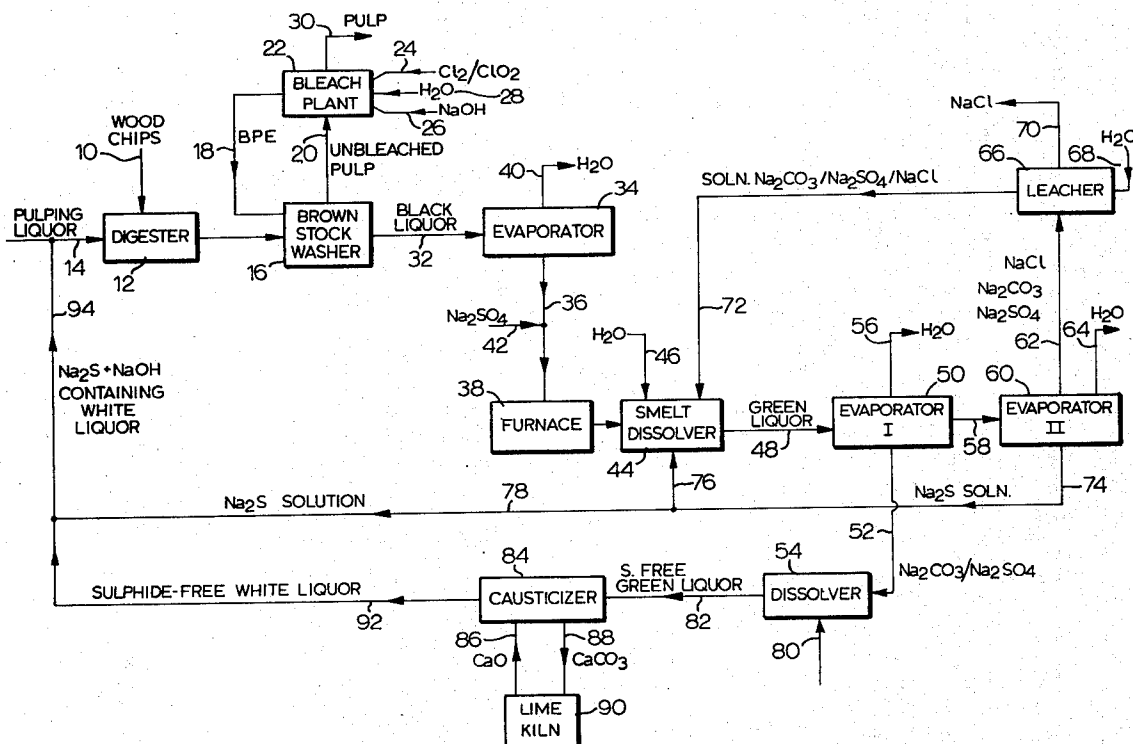 30
PULP
22
24
BLEACH
PLANT
Cl2/ClO2
H2O
28
NaOH
26
WOOD
CHIPS
10
18
BPE
20
UNBLEACHED
PULP
40
H2O
34
NaCl
70
66
68
H2O
LEACHER
SOLN. Na2CO3/Na2SO4/NaCl
PULPING
LIQUOR
14
DIGESTER
12
BROWN
STOCK
WASHER
16
BLACK
LIQUOR
32
EVAPORATOR
94
36
Na2SO4
42
H2O
46
72
56
H2O
NaCl
Na2CO3
Na2SO4
62
64
H2O
Na2S+NaOH
CONTAINING
WHITE
LIQUOR
38
FURNACE
SMELT
DISSOLVER
44
GREEN
LIQUOR
48
50
EVAPORATOR
I
58
60
EVAPORATOR
II
76
74
Na2S SOLUTION
78
Na2S SOLN.
52
84
S. FREE
GREEN LIQUOR
54
Na2CO3/Na2SO4
SULPHIDE-FREE WHITE LIQUOR
92
CAUSTICIZER
82
DISSOLVER
86
CaO
88
CaCO3
80
LIME
KILN
90